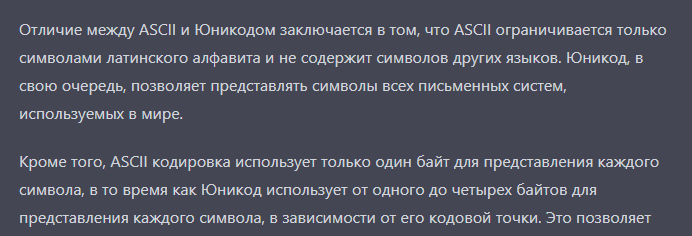 Отличие между ASCII и Юникодом заключается в том, что ASCII ограничивается только
символами латинского алфавита и не содержит символов других языков. Юникод, в
свою очередь, позволяет представлять символы всех письменных систем,
используемых в мире.
Кроме того, ASCII кодировка использует только один байт для представления каждого
символа, в то время как Юникод использует от одного до четырех байтов для
представления каждого символа, в зависимости от его кодовой точки. Это позволяет